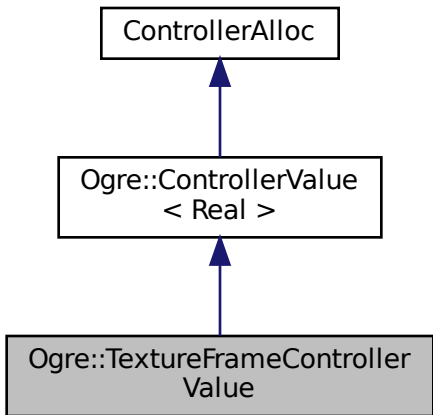 ControllerAlloc
Ogre::ControllerValue
< Real >
Ogre::TextureFrameController
Value